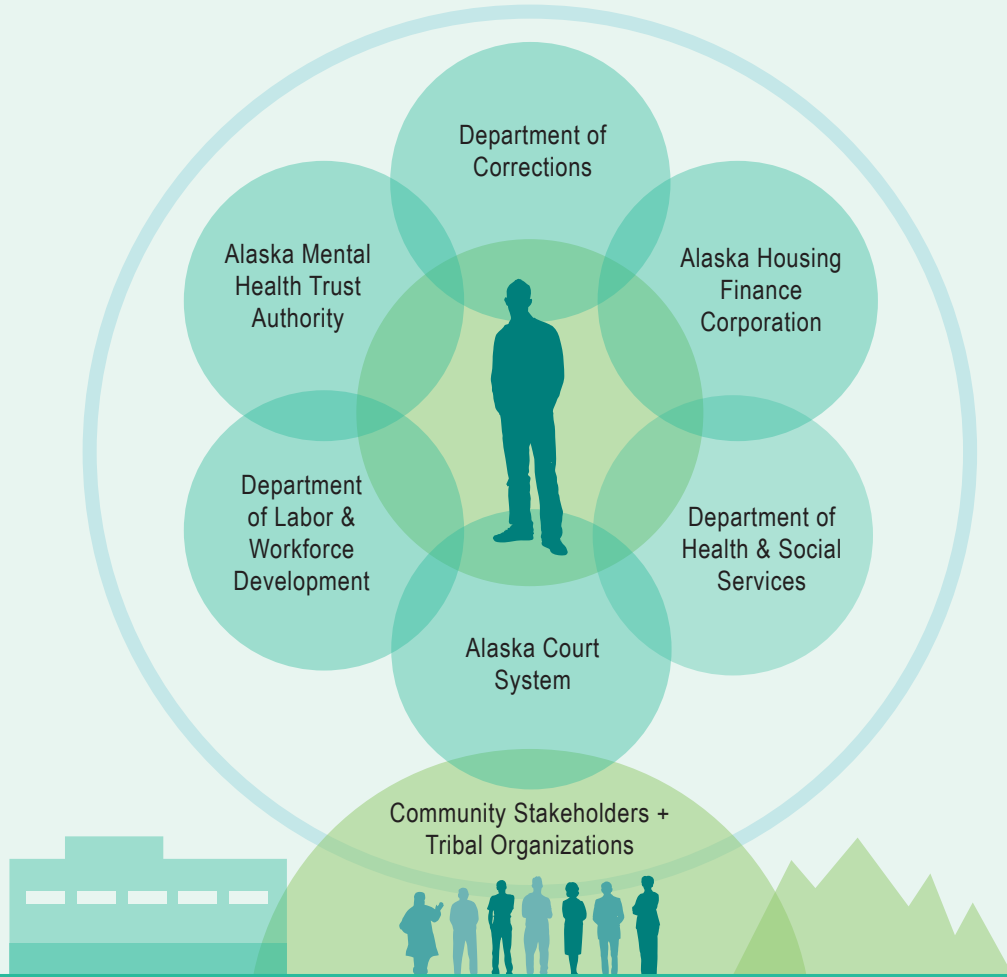 Department of
Corrections
Alaska Mental
Health Trust
Authority
Alaska Housing
Finance
Corporation
Department
of Labor &
Workforce
Development
Department of
Health & Social
Services
Alaska Court
System
Community Stakeholders +
Tribal Organizations